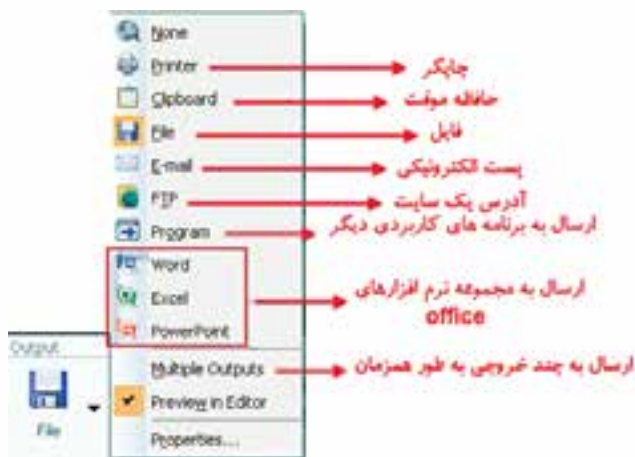 None
Printer
چاپگر
Clipboard
حافظه موقت
File
فایل
E-mail
پست الکترونیکی
FTP
آدرس یک سایت
Program
ارسال به برنامه های کاربردی دیگر
Word
Excel
PowerPoint
ارسال به مجموعه نرم افزارهای
office
Multiple Outputs
ارسال به چند خروجی به طور همزمان
Preview in Editor
Properties...
Output
File